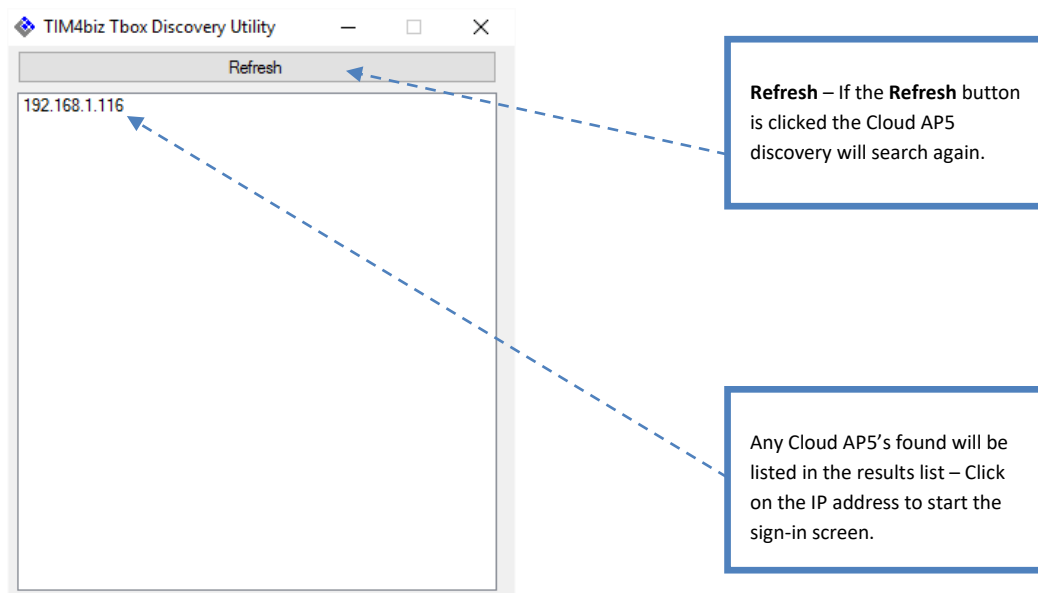 TIM4biz Tbox Discovery Utility
Refresh
192.168.1.116
Refresh – If the Refresh button
is clicked the Cloud AP5
discovery will search again.
Any Cloud AP5’s found will be
listed in the results list – Click
on the IP address to start the
sign-in screen.